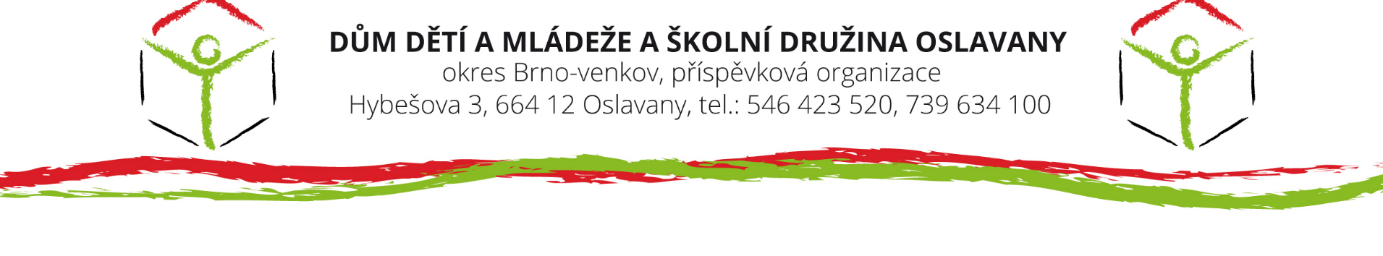 DŮM DĚTÍ A MLÁDEŽE A ŠKOLNÍ DRUŽINA OSLAVANY
okres Brno-venkov, příspěvková organizace
Hybešova 3, 664 12 Oslavany, tel.: 546 423 520, 739 634 100